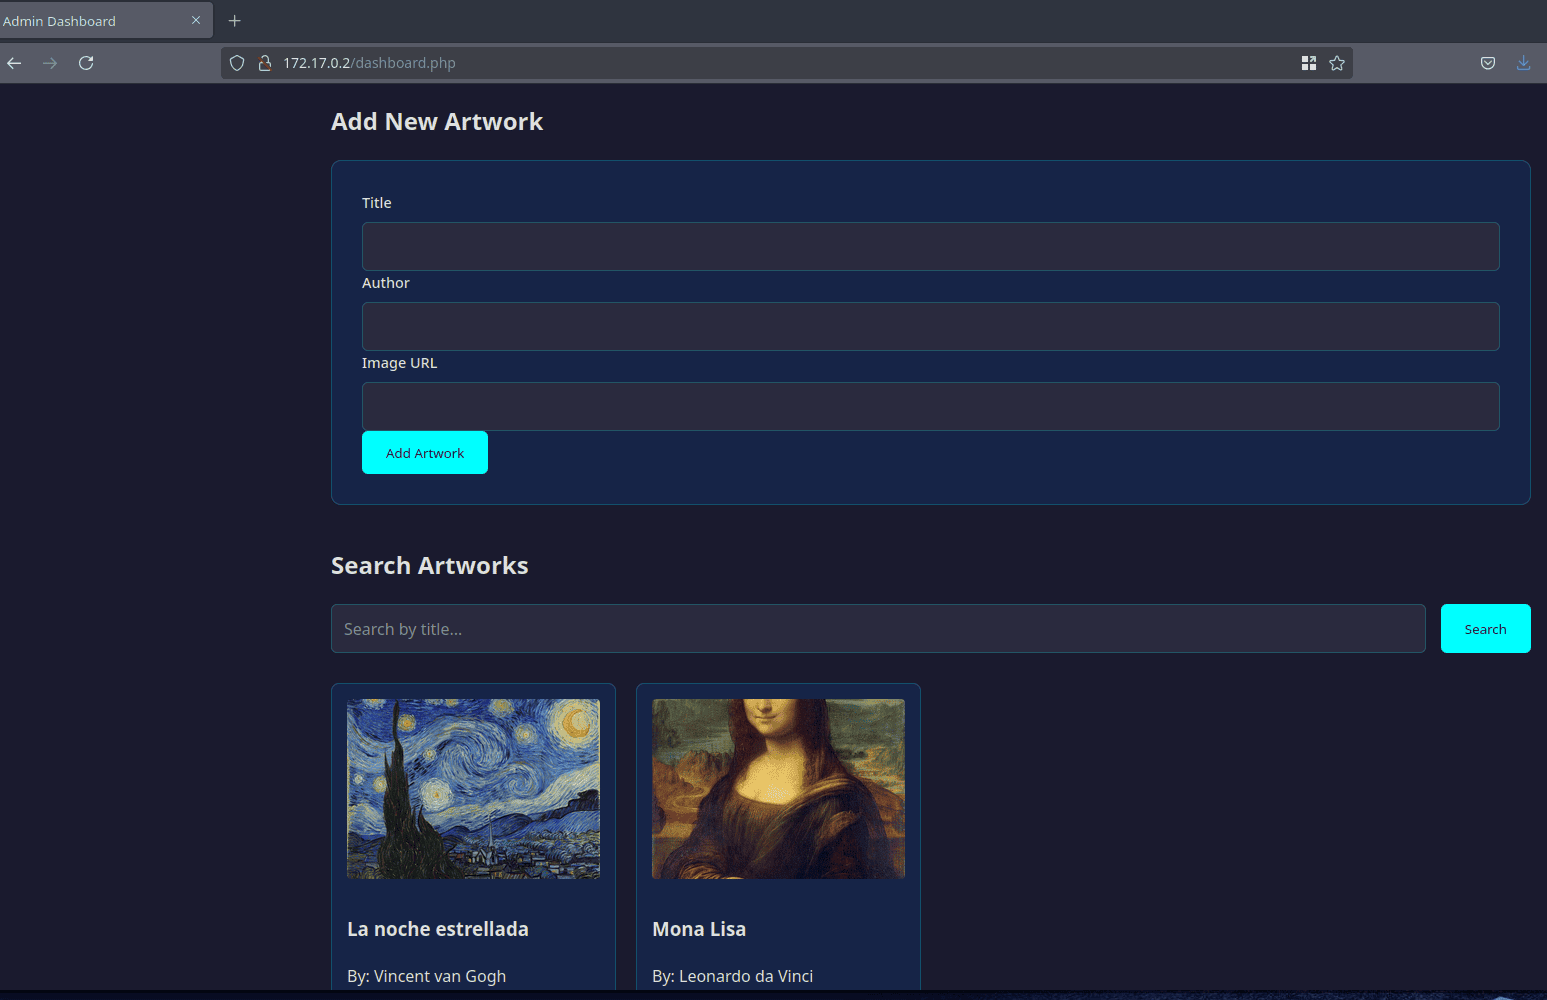 Admin Dashboard
172.17.0.2/dashboard.php
Add New Artwork
Title
Author
Image URL
Add Artwork
Search Artworks
Search by title...
Search
La noche estrellada
By: Vincent van Gogh
Mona Lisa
By: Leonardo da Vinci